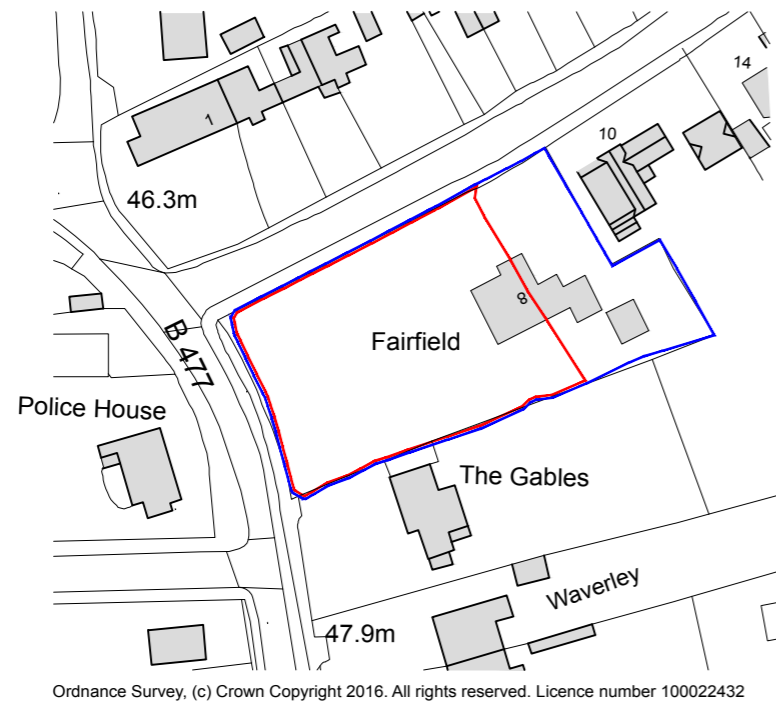 1
14
10
46.3m
8
Fairfield
B 477
Police House
The Gables
Waverley
47.9m
Ordnance Survey, (c) Crown Copyright 2016. All rights reserved. Licence number 100022432